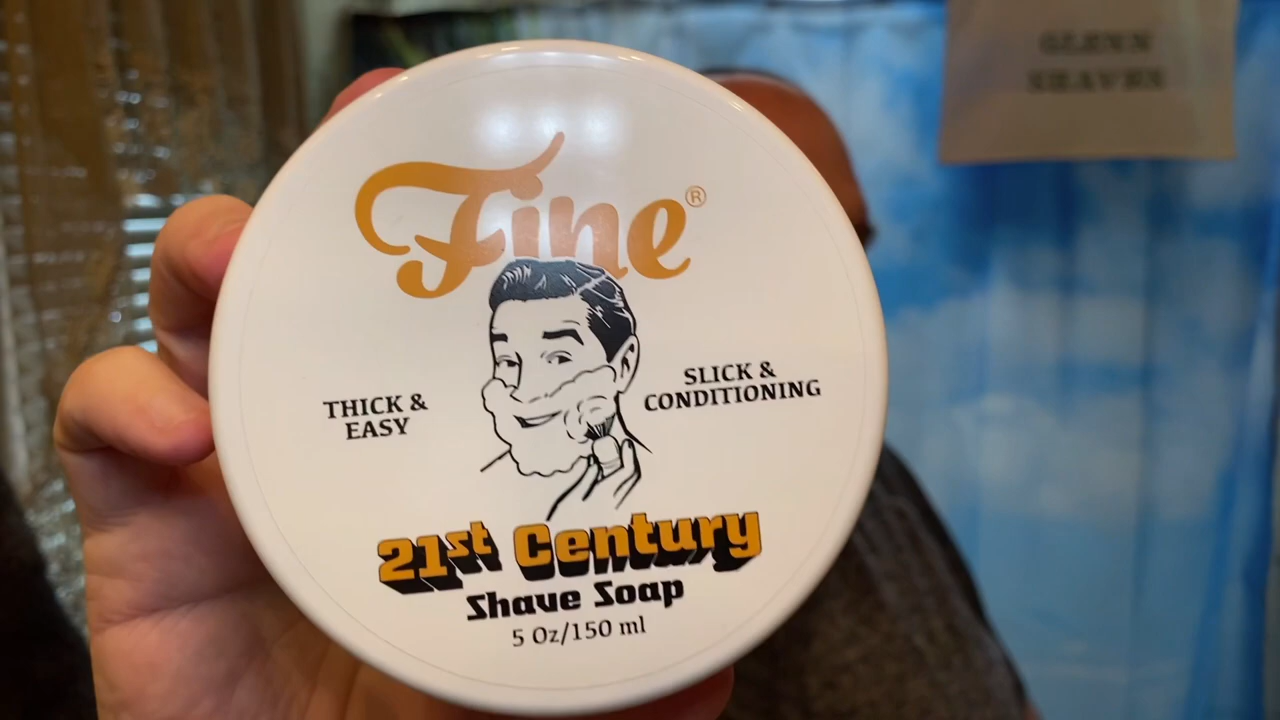 GLENN
SHAVES
Fine®
THICK &
EASY
SLICK &
CONDITIONING
21st Century
Shave Soap
5 Oz/150 ml